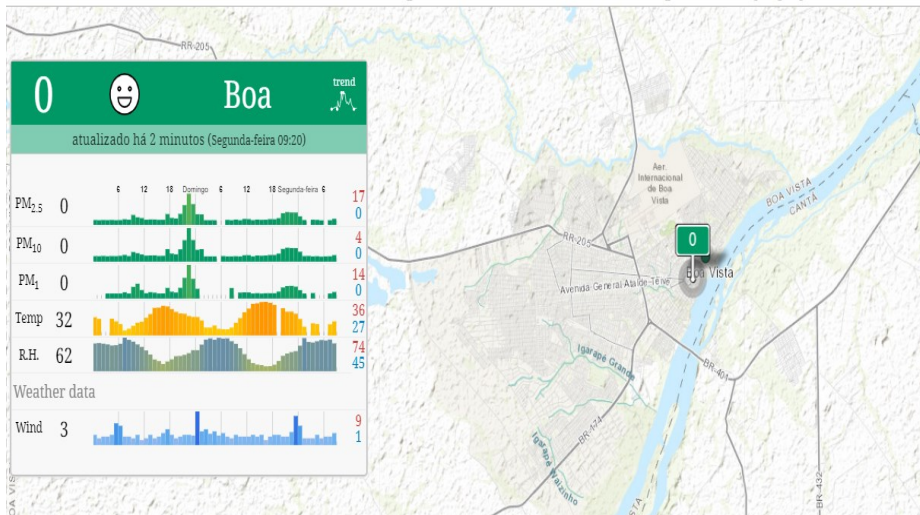 RR-205
0 Boa trend
atualizado há 2 minutos (Segunda-feira 09:20)
6 12 18 Domingo 6 12 18 Segunda-feira 6
PM2.5 0 17
0
PM10 0 4
0
PM1 0 14
0
Temp 32 36
27
R.H. 62 74
45
Weather data
Wind 3 9
1
Aer.
Internacional
de Boa
Vista
BOA VISTA
CANTÁ
RR-205
0
Boa Vista
Avenida General Ataíde Teive
Igarapé Grande
BR-401
BR-174
Igarapé Wazinho
BR-432